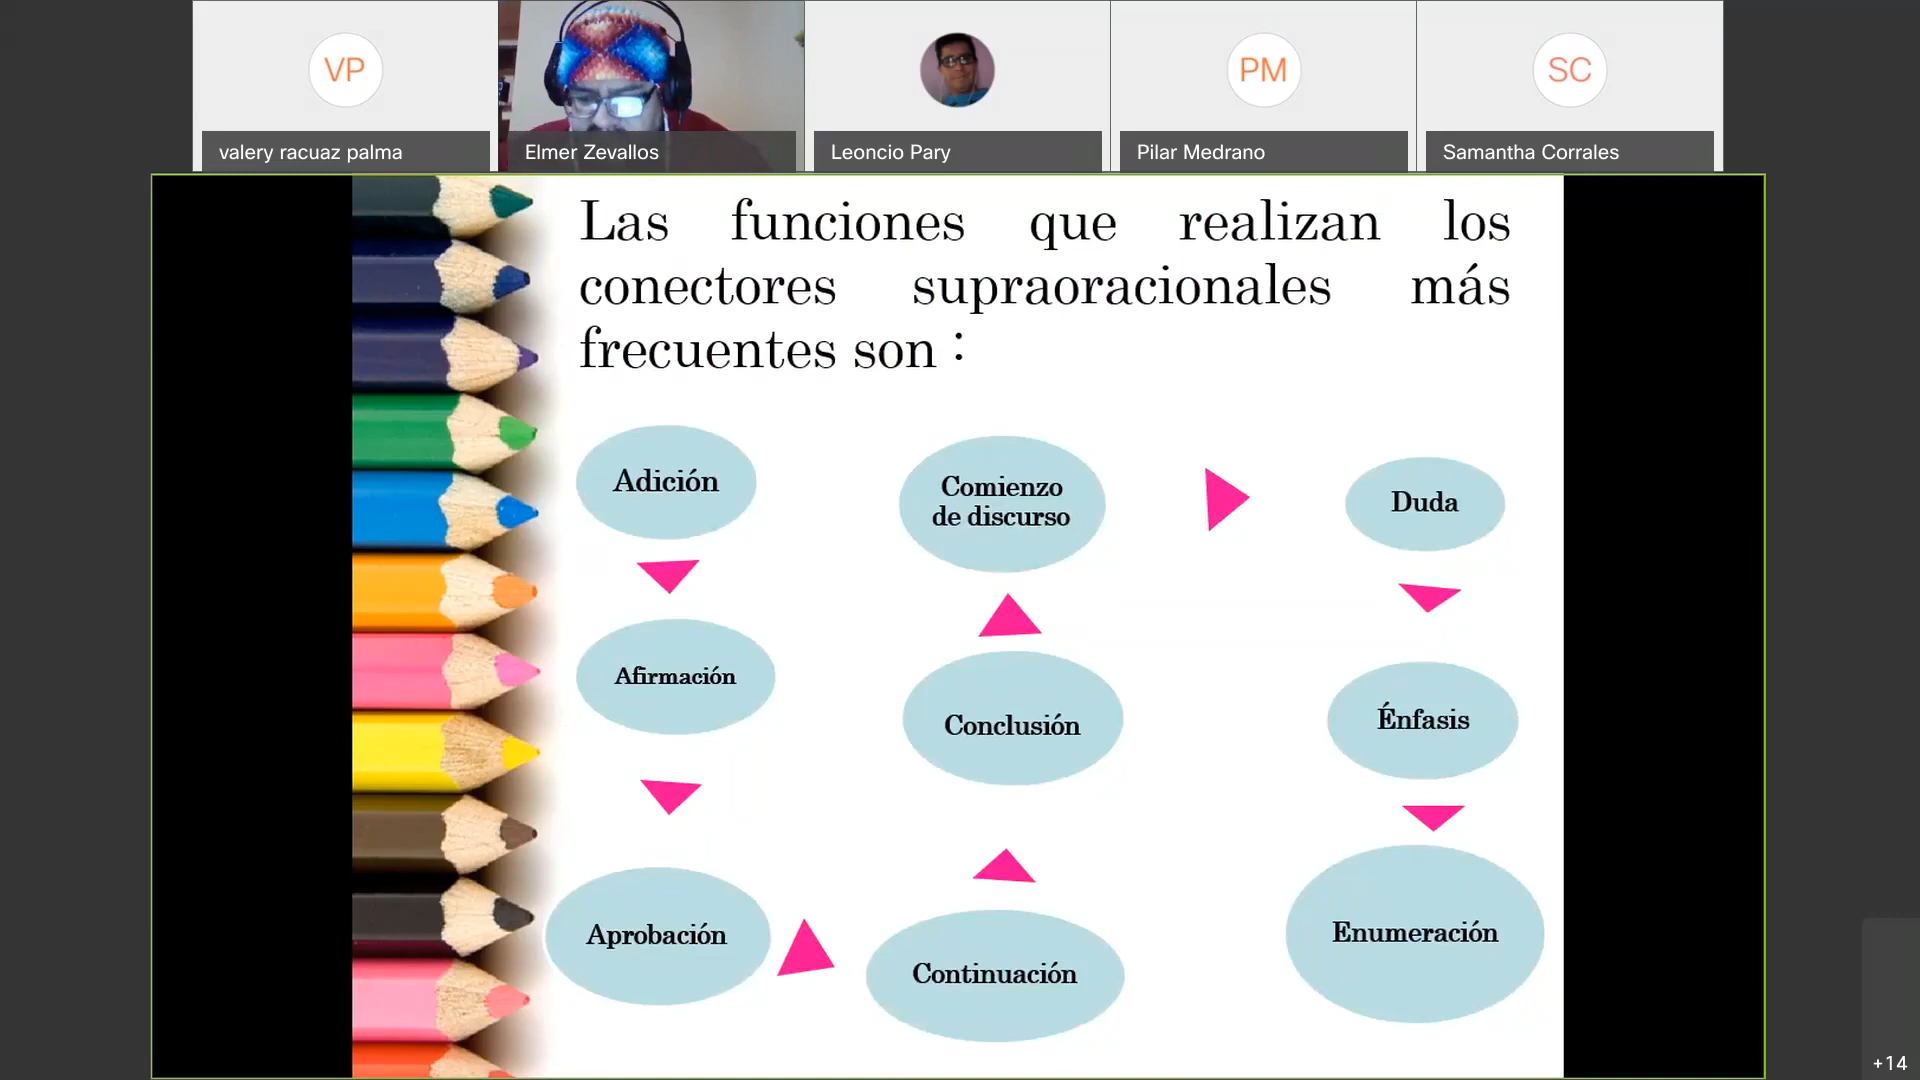 VP
valery racuaz palma
Elmer Zevallos
Leoncio Pary
PM
Pilar Medrano
SC
Samantha Corrales
Las funciones que realizan los
conectores supraoracionales más
frecuentes son :
Adición
Afirmación
Aprobación
Comienzo
de discurso
Conclusión
Continuación
Duda
Énfasis
Enumeración
+14